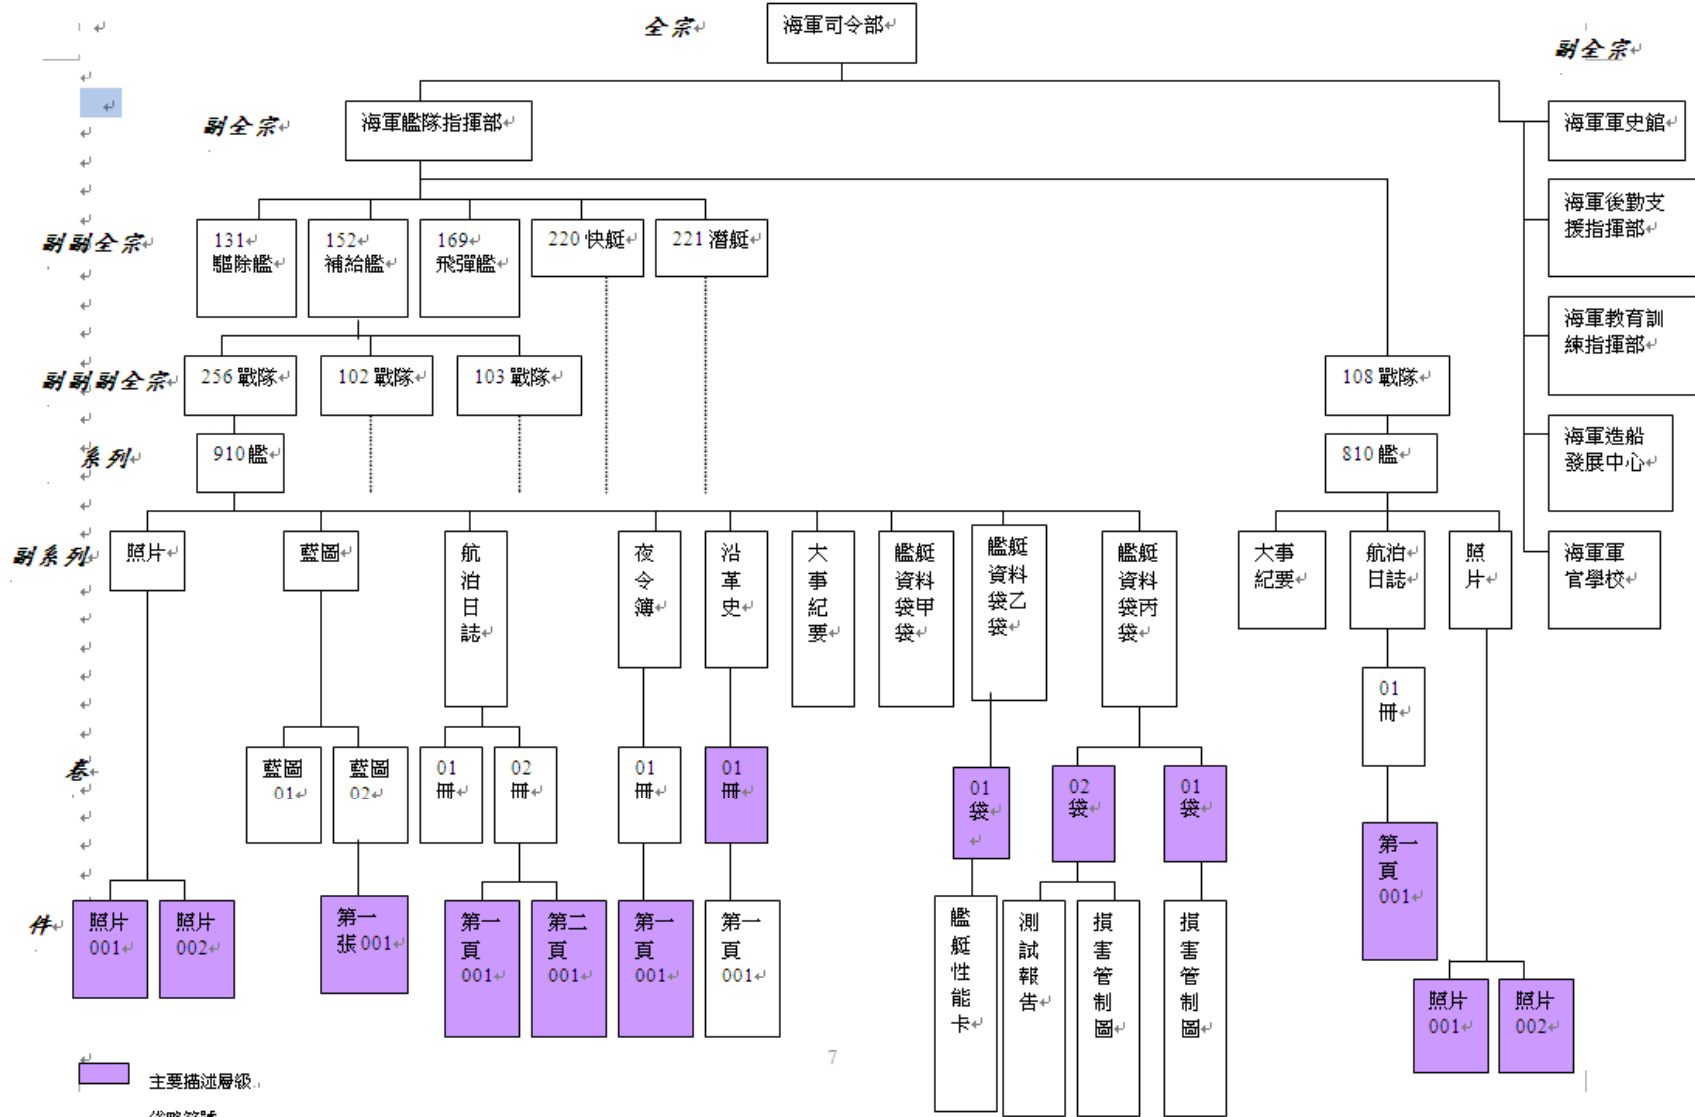 全宗
海軍司令部
副全宗
副全宗
海軍艦隊指揮部
海軍軍史館
海軍後勤支
援指揮部
海軍教育訓
練指揮部
海軍造船
發展中心
海軍軍
官學校
副副全宗
131
驅除艦
152
補給艦
169
飛彈艦
220 快艇
221 潛艇
副副副全宗
256 戰隊
102 戰隊
103 戰隊
108 戰隊
系列
910 艦
810 艦
副系列
照片
藍圖
航
泊
日
誌
夜
令
簿
沿
革
史
大
事
紀
要
艦艇
資料
袋甲
袋
艦艇
資料
袋乙
袋
艦艇
資料
袋丙
袋
大事
紀要
航泊
日誌
照
片
卷
藍圖
01
藍圖
02
01
冊
02
冊
01
冊
01
冊
01
袋
02
袋
01
袋
01
冊
第一
頁
001
件
照片
001
照片
002
第一
張 001
第一
頁
001
第二
頁
001
第一
頁
001
第一
頁
001
艦
艇
性
能
卡
測
試
報
告
損
害
管
制
圖
損
害
管
制
圖
照片
001
照片
002
7
主要描述層級